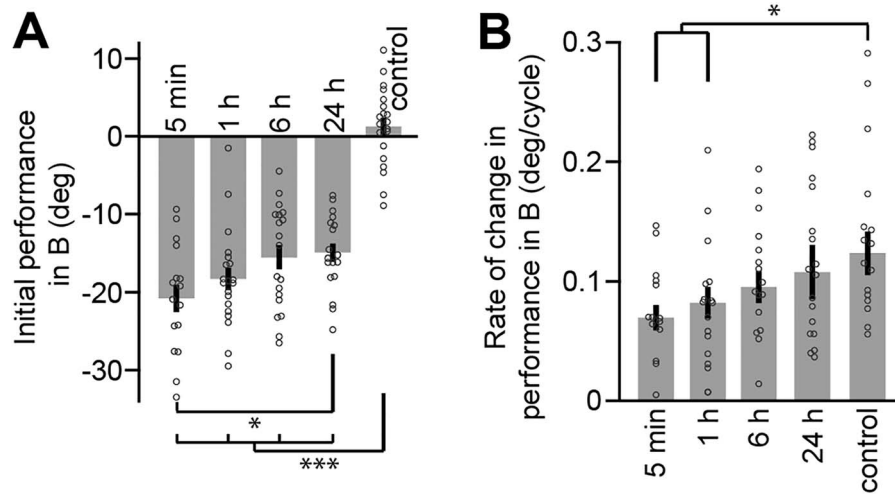 A
Initial performance
in B (deg)
10
0
-10
-20
-30
5 min
1 h
6 h
24 h
control
*
***
B
Rate of change in
performance in B (deg/cycle)
0.3
0.2
0.1
0
*
5 min
1 h
6 h
24 h
control